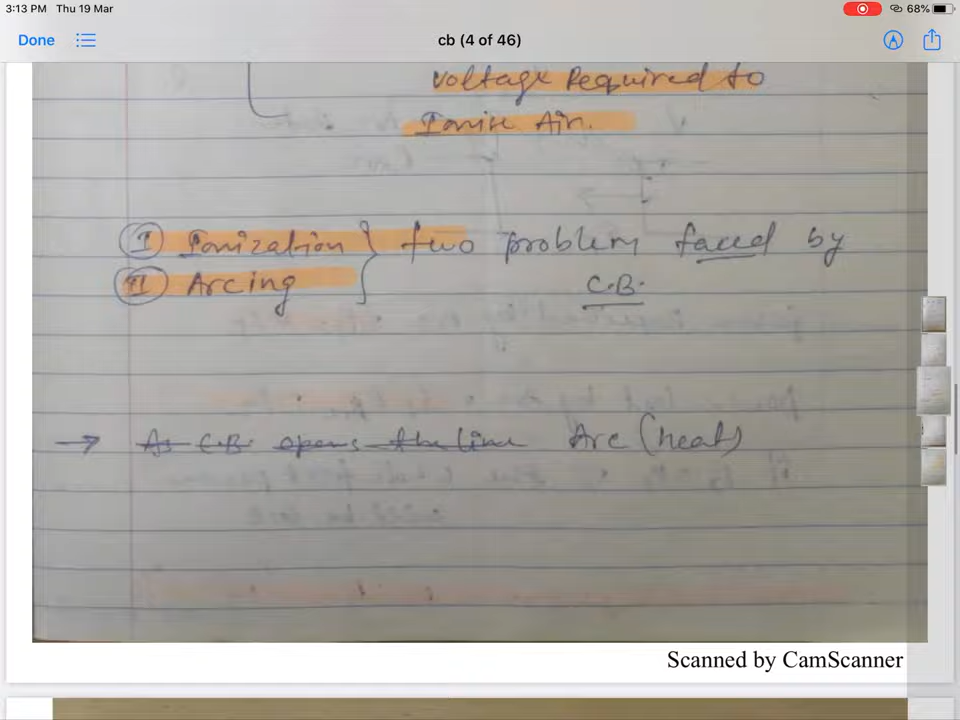 3:13 PM Thu 19 Mar
68%
Done
cb (4 of 46)
voltage Required to
Ionise Air.
I Ionization } two problem faced by
II Arcing C.B.
→ As C.B. opens the line Arc (heat)
Scanned by CamScanner